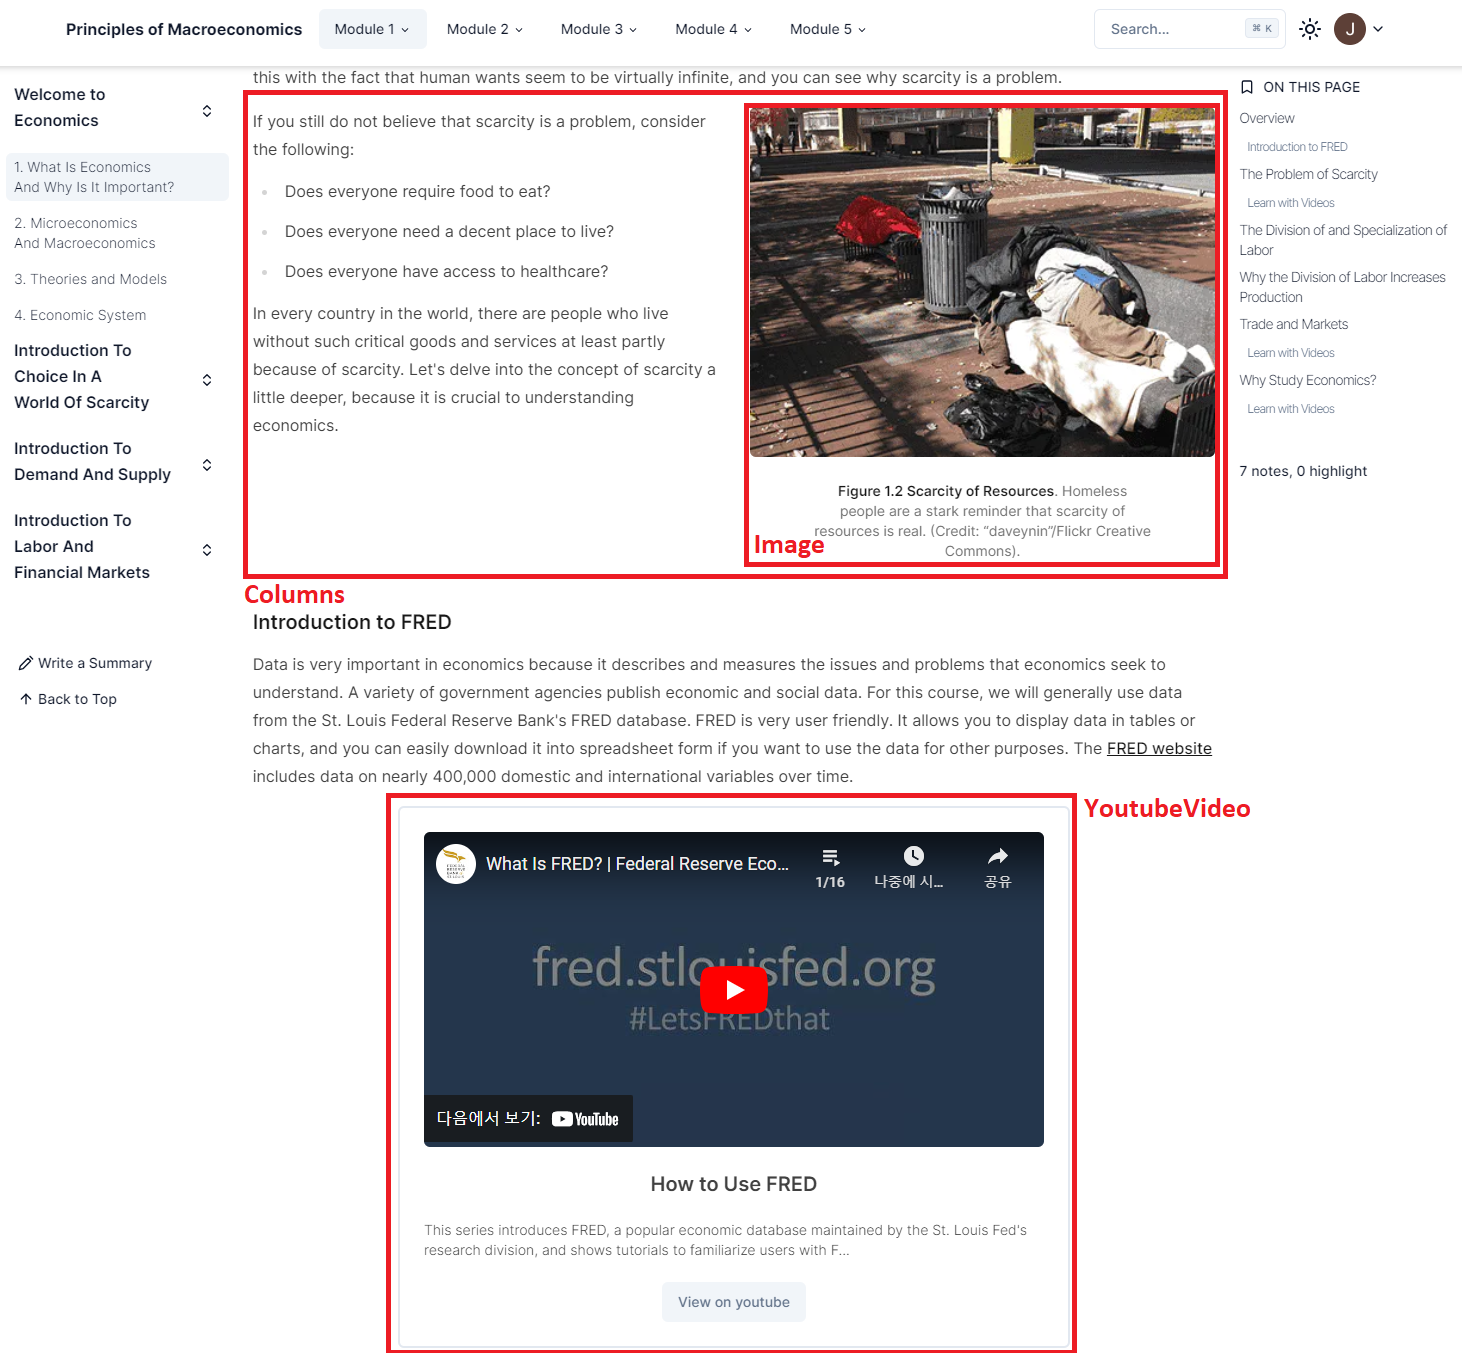 Principles of Macroeconomics
Module 1
Module 2
Module 3
Module 4
Module 5
Search...
⌘ K
J
Welcome to
Economics
1. What Is Economics
And Why Is It Important?
2. Microeconomics
And Macroeconomics
3. Theories and Models
4. Economic System
Introduction To
Choice In A
World Of Scarcity
Introduction To
Demand And Supply
Introduction To
Labor And
Financial Markets
Write a Summary
Back to Top
this with the fact that human wants seem to be virtually infinite, and you can see why scarcity is a problem.
If you still do not believe that scarcity is a problem, consider
the following:
Does everyone require food to eat?
Does everyone need a decent place to live?
Does everyone have access to healthcare?
In every country in the world, there are people who live
without such critical goods and services at least partly
because of scarcity. Let's delve into the concept of scarcity a
little deeper, because it is crucial to understanding
economics.
Figure 1.2 Scarcity of Resources. Homeless
people are a stark reminder that scarcity of
resources is real. (Credit: “daveynin”/Flickr Creative
Commons).
Image
Columns
Introduction to FRED
Data is very important in economics because it describes and measures the issues and problems that economics seek to
understand. A variety of government agencies publish economic and social data. For this course, we will generally use data
from the St. Louis Federal Reserve Bank's FRED database. FRED is very user friendly. It allows you to display data in tables or
charts, and you can easily download it into spreadsheet form if you want to use the data for other purposes. The FRED website
includes data on nearly 400,000 domestic and international variables over time.
YoutubeVideo
What Is FRED? | Federal Reserve Eco...
1/16
나중에 시...
공유
fred.stlouisfed.org
#LetsFREDthat
다음에서 보기: YouTube
How to Use FRED
This series introduces FRED, a popular economic database maintained by the St. Louis Fed's
research division, and shows tutorials to familiarize users with F...
View on youtube
ON THIS PAGE
Overview
Introduction to FRED
The Problem of Scarcity
Learn with Videos
The Division of and Specialization of
Labor
Why the Division of Labor Increases
Production
Trade and Markets
Learn with Videos
Why Study Economics?
Learn with Videos
7 notes, 0 highlight